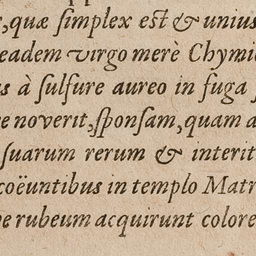 quæ ſimplex eſt & unius
eadem virgo merè Chymi
à ſulfure aureo in fuga
noverit, ſponſam, quam
ſuarum rerum & interit
coëuntibus in templo Matr
rubeum acquirunt colore